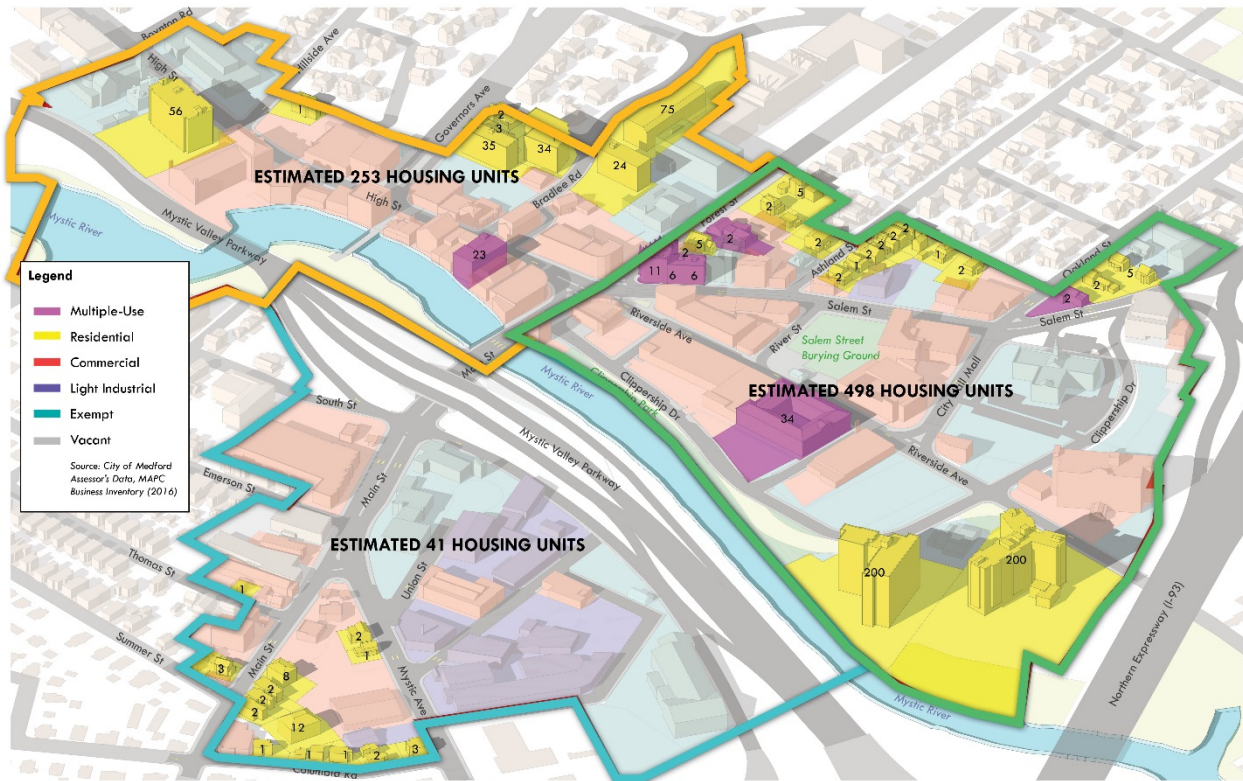 Boynton Rd
High St
Hillside Ave
Governors Ave
56
1
2
3
35
34
75
24
ESTIMATED 253 HOUSING UNITS
Bradlee Rd
High St
Mystic River
Mystic Valley Parkway
23
Forest St
5
2
2
5
2
11
6
6
2
Ashland St
2
1
2
2
2
2
1
2
Oakland St
5
2
2
Salem St
Salem St
Legend
Multiple-Use
Residential
Commercial
Light Industrial
Exempt
Vacant
Source: City of Medford
Assessor's Data, MAPC
Business Inventory (2016)
Main St
Riverside Ave
River St
Salem Street
Burying Ground
City Hall Mall
Mystic River
Clippership Park
Clippership Dr
Clippership Dr
ESTIMATED 498 HOUSING UNITS
34
Riverside Ave
South St
Mystic Valley Parkway
Emerson St
Main St
ESTIMATED 41 HOUSING UNITS
Union St
200
200
Thomas St
1
Summer St
Main St
2
1
3
8
2
2
2
12
Mystic Ave
1
1
1
2
3
Columbia Rd
Mystic River
Northern Expressway (I-93)